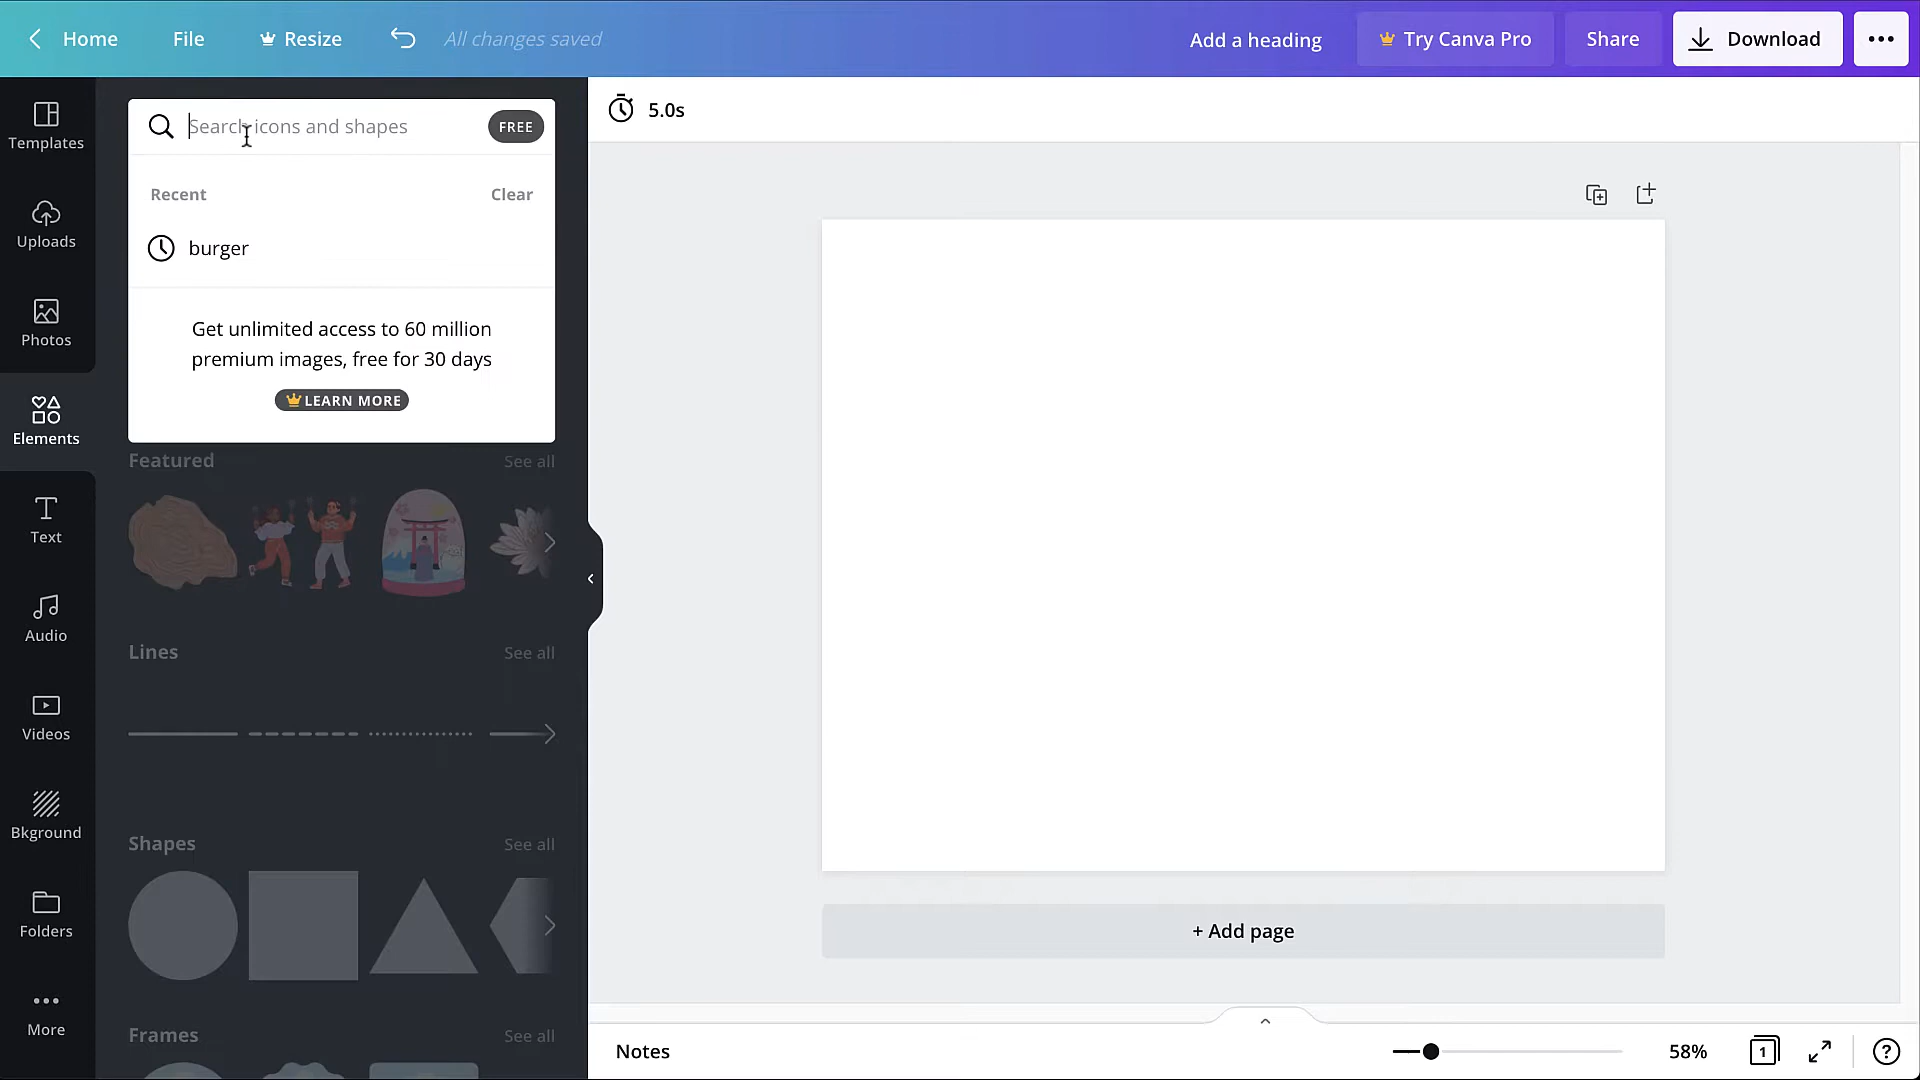 Home
File
Resize
All changes saved
Add a heading
Try Canva Pro
Share
Download
Templates
Uploads
Photos
Elements
Text
Audio
Videos
Bkground
Folders
More
Search icons and shapes
FREE
Recent
Clear
burger
Get unlimited access to 60 million
premium images, free for 30 days
LEARN MORE
Featured
See all
Lines
See all
Shapes
See all
Frames
See all
5.0s
+ Add page
Notes
58%
1
?